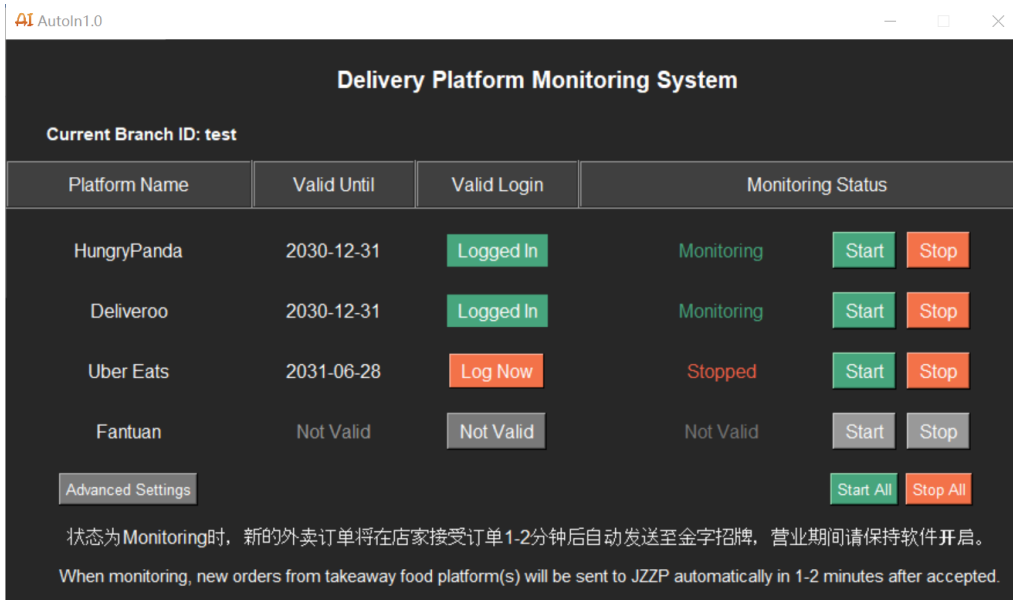 AI AutoIn1.0
Delivery Platform Monitoring System
Current Branch ID: test
Platform Name Valid Until Valid Login Monitoring Status
HungryPanda 2030-12-31 Logged In Monitoring Start Stop
Deliveroo 2030-12-31 Logged In Monitoring Start Stop
Uber Eats 2031-06-28 Log Now Stopped Start Stop
Fantuan Not Valid Not Valid Not Valid Start Stop
Advanced Settings Start All Stop All
状态为Monitoring时，新的外卖订单将在店家接受订单1-2分钟后自动发送至金字招牌，营业期间请保持软件开启。
When monitoring, new orders from takeaway food platform(s) will be sent to JZZP automatically in 1-2 minutes after accepted.